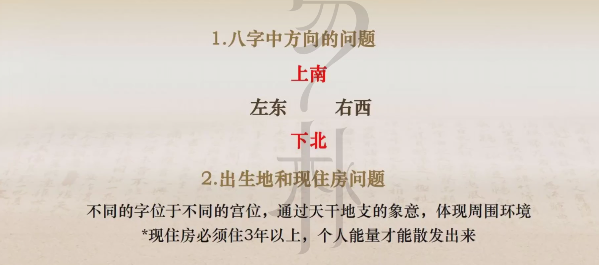 1.八字中方向的问题
上南
左东 右西
下北
2.出生地和现住房问题
不同的字位于不同的宫位，通过天干地支的象意，体现周围环境
*现住房必须住3年以上，个人能量才能散发出来
易朴